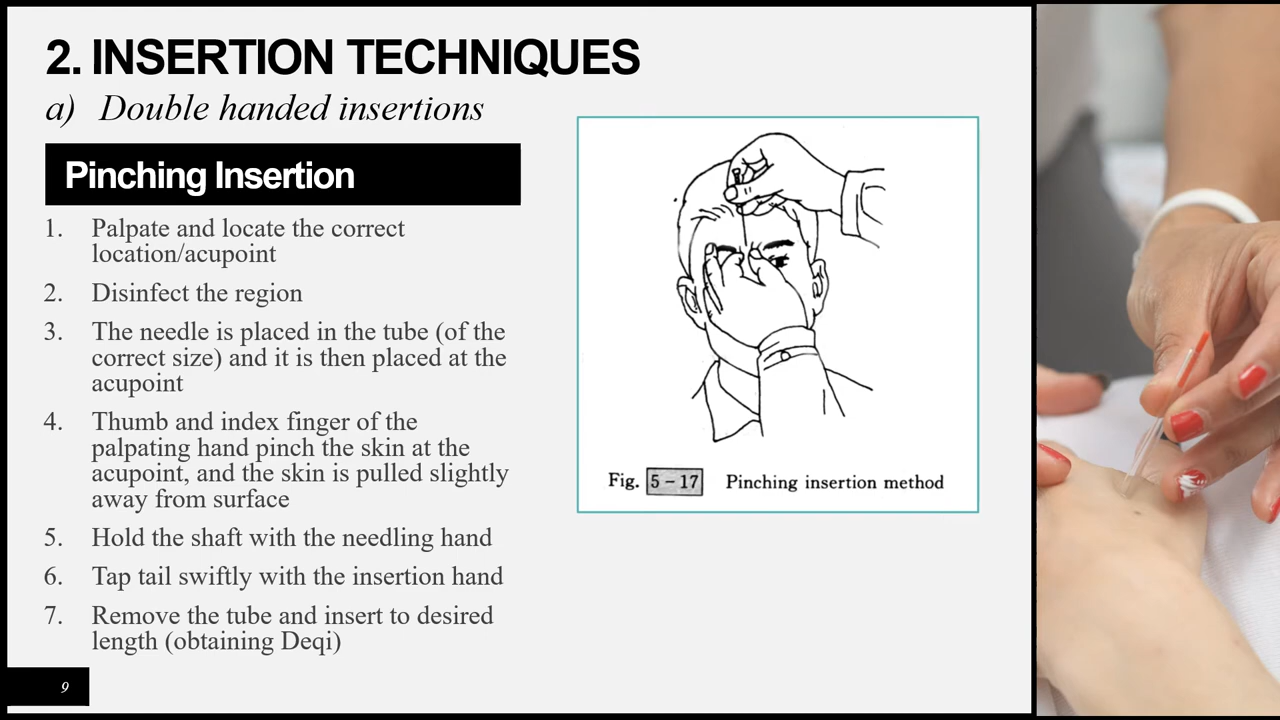 2. INSERTION TECHNIQUES
a) Double handed insertions
Pinching Insertion
1. Palpate and locate the correct
location/acupoint
2. Disinfect the region
3. The needle is placed in the tube (of the
correct size) and it is then placed at the
acupoint
4. Thumb and index finger of the
palpating hand pinch the skin at the
acupoint, and the skin is pulled slightly
away from surface
5. Hold the shaft with the needling hand
6. Tap tail swiftly with the insertion hand
7. Remove the tube and insert to desired
length (obtaining Deqi)
Fig. 5-17 Pinching insertion method
9